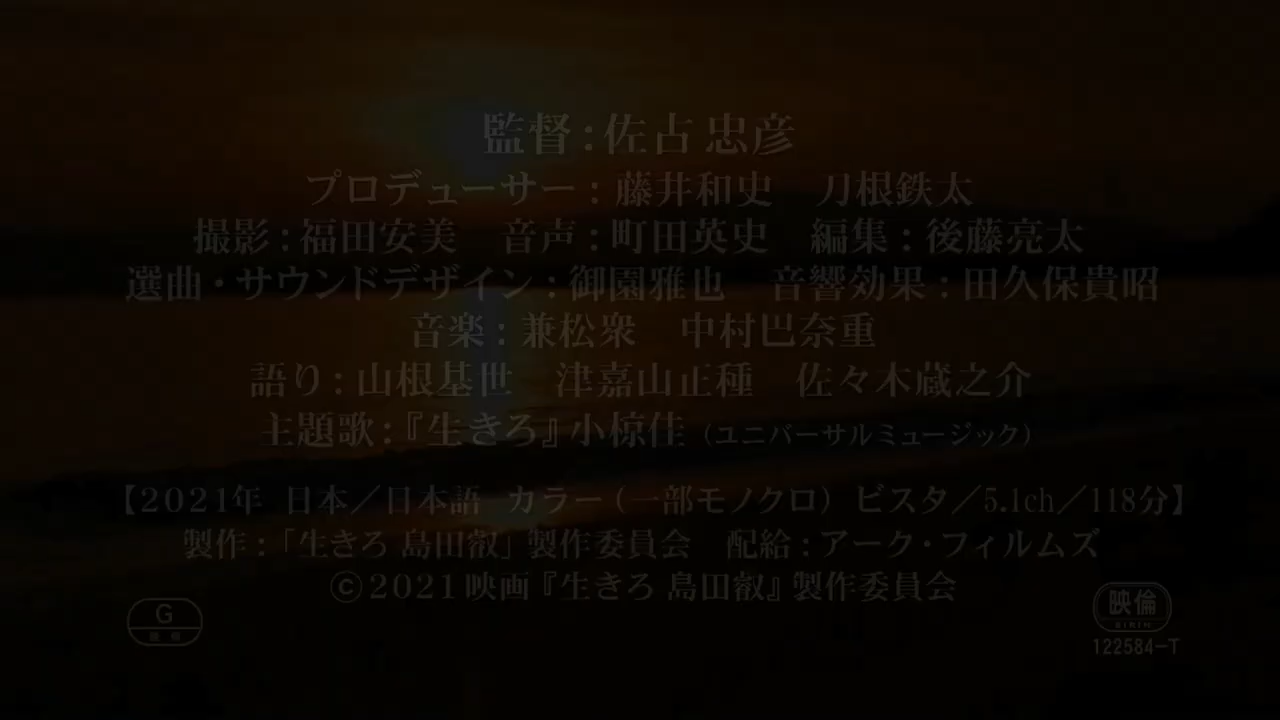 監督：佐古 忠彦
プロデューサー：藤井和史　刀根鉄太
撮影：福田安美　音声：町田英史　編集：後藤亮太
選曲・サウンドデザイン：御園雅也　音響効果：田久保貴昭
音楽：兼松衆　中村巴奈重
語り：山根基世　津嘉山正種　佐々木蔵之介
主題歌：『生きろ』小椋佳（ユニバーサルミュージック）
【2021年 日本／日本語 カラー（一部モノクロ）ビスタ／5.1ch／118分】
製作：「生きろ 島田叡」製作委員会　配給：アーク・フィルムズ
©2021映画『生きろ 島田叡』製作委員会
G
映倫
EIRIN
122584-T